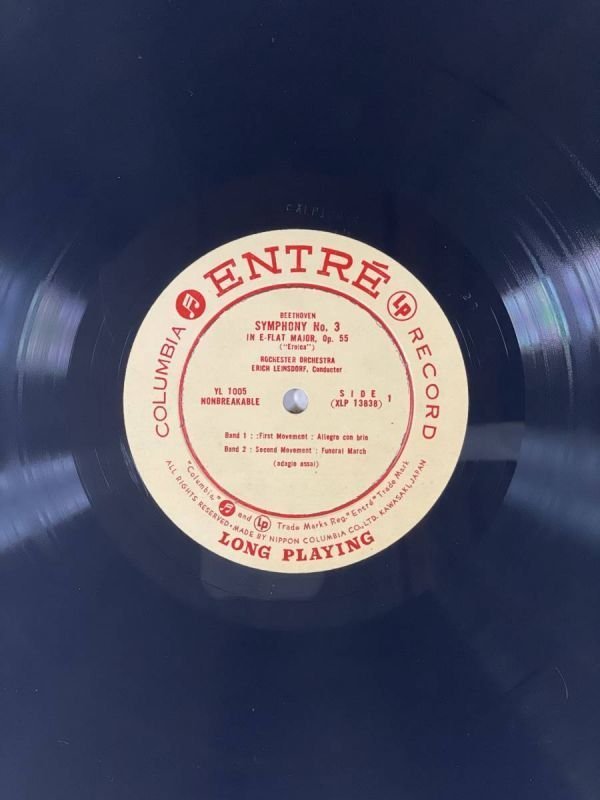 ENTRÉ
COLUMBIA
LP
RECORD
BEETHOVEN
SYMPHONY No. 3
IN E-FLAT MAJOR, Op. 55
("Eroica")
ROCHESTER ORCHESTRA
ERICH LEINSDORF, Conductor
YL 1005
NONBREAKABLE
SIDE 1
(XLP 13838)
Band 1 : :First Movement : Allegro con brio
Band 2 : Second Movement : Funeral March
(adagio assai)
"Columbia" and LP Trade Marks Reg. "Entré" Trade Mark
ALL RIGHTS RESERVED • MADE BY NIPPON COLUMBIA CO., LTD. KAWASAKI, JAPAN
LONG PLAYING